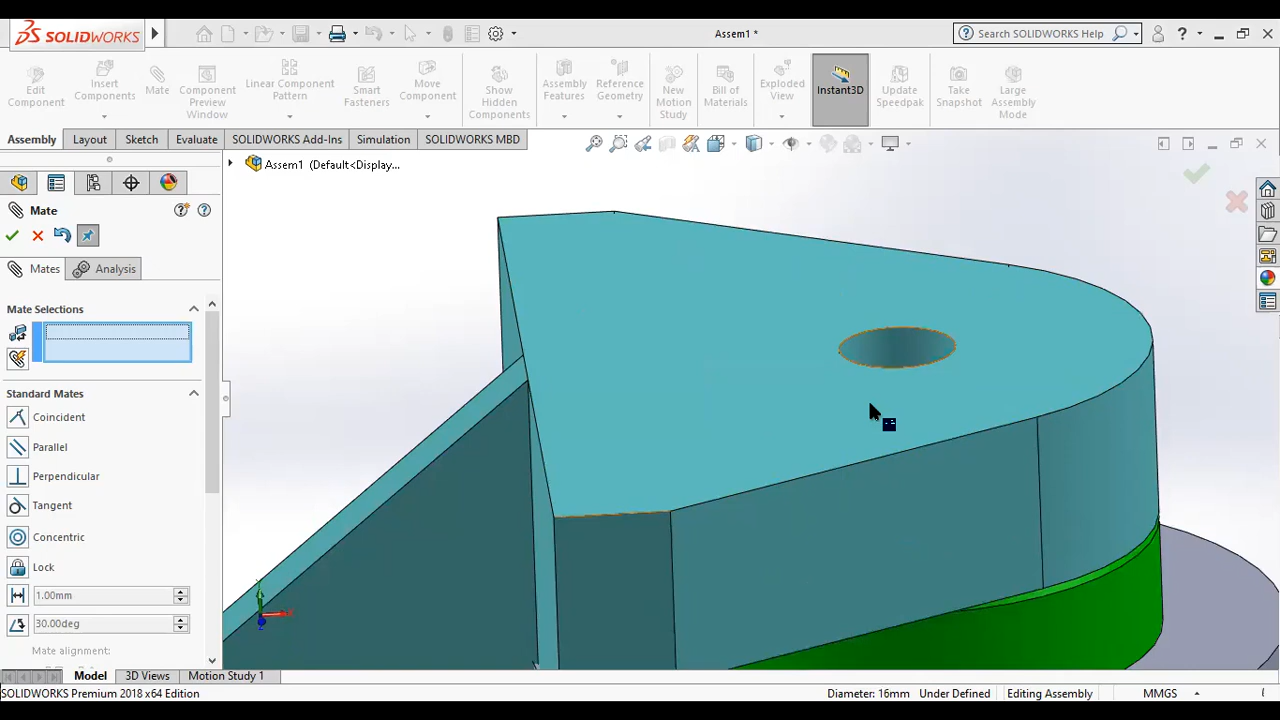 SOLIDWORKS
Assem1 *
Search SOLIDWORKS Help
?
Edit Component
Insert Components
Mate
Component Preview Window
Linear Component Pattern
Smart Fasteners
Move Component
Show Hidden Components
Assembly Features
Reference Geometry
New Motion Study
Bill of Materials
Exploded View
Instant3D
Update Speedpak
Take Snapshot
Large Assembly Mode
Assembly
Layout
Sketch
Evaluate
SOLIDWORKS Add-Ins
Simulation
SOLIDWORKS MBD
Assem1 (Default<Display...
Mate
Mates
Analysis
Mate Selections
Standard Mates
Coincident
Parallel
Perpendicular
Tangent
Concentric
Lock
1.00mm
30.00deg
Mate alignment:
Model
3D Views
Motion Study 1
SOLIDWORKS Premium 2018 x64 Edition
Diameter: 16mm
Under Defined
Editing Assembly
MMGS